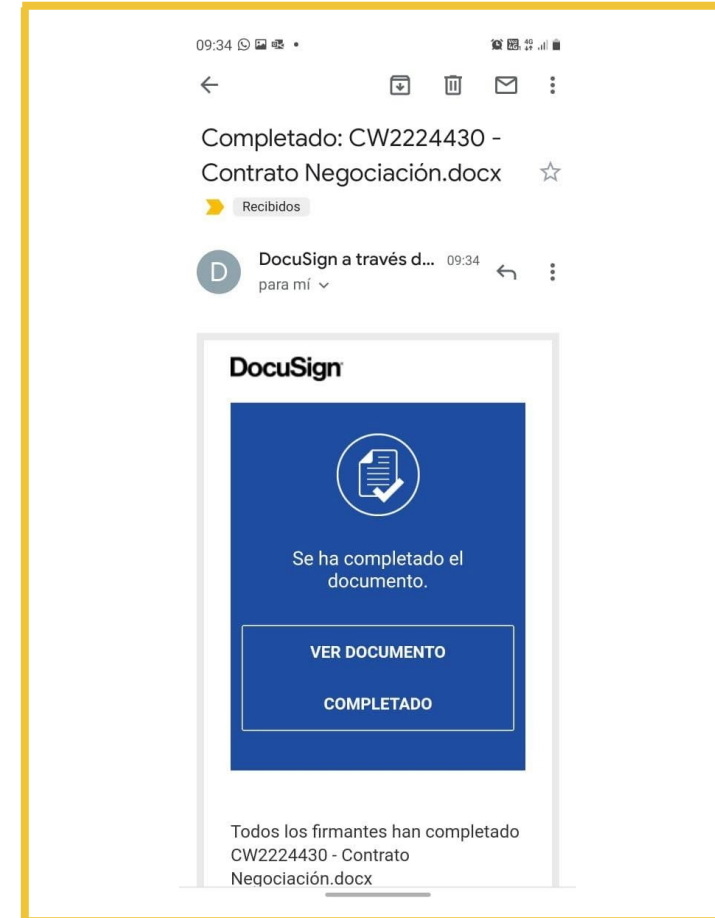 09:34
4G
Completado: CW2224430 -
Contrato Negociación.docx
Recibidos
D
DocuSign a través d... 09:34
para mí
DocuSign
Se ha completado el
documento.
VER DOCUMENTO
COMPLETADO
Todos los firmantes han completado
CW2224430 - Contrato
Negociación.docx